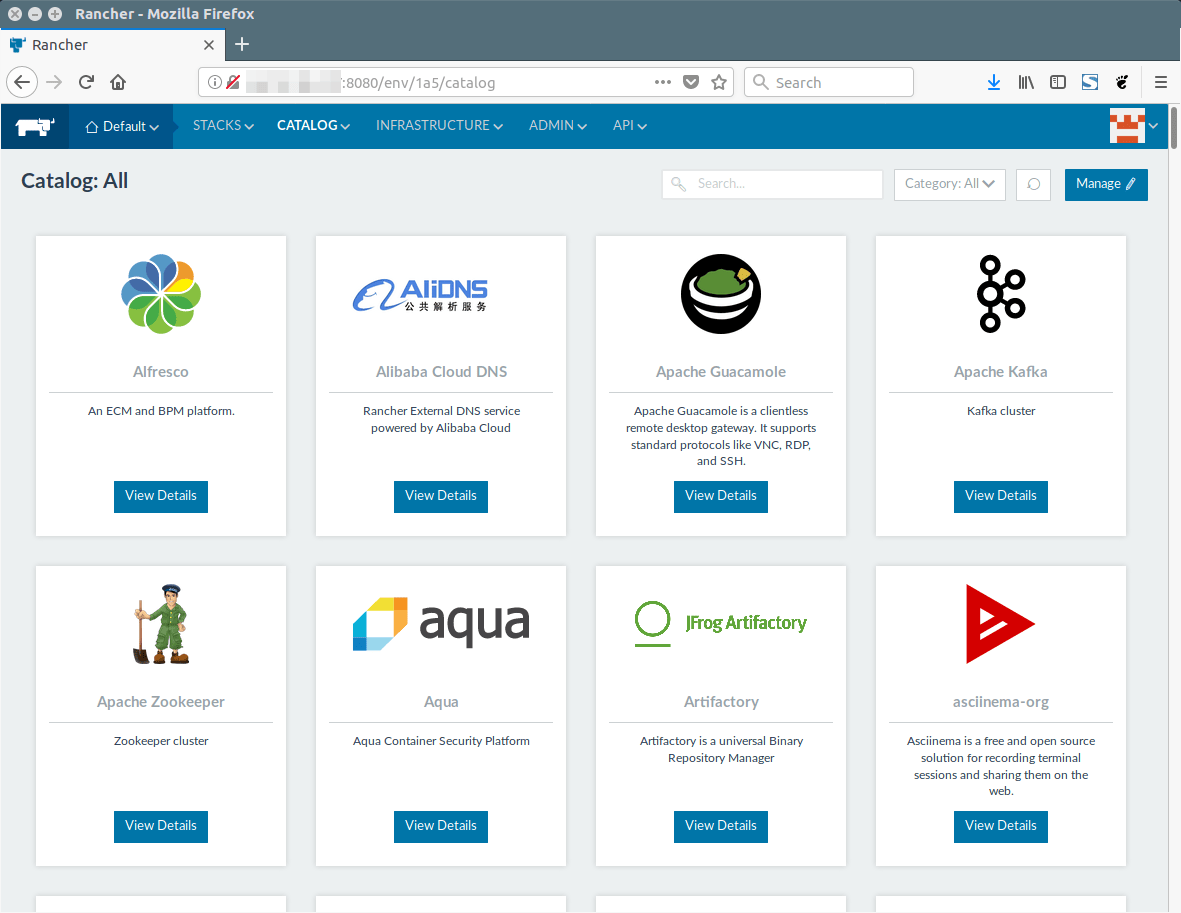 Rancher - Mozilla Firefox
Rancher
:8080/env/1a5/catalog
Search
Default
STACKS
CATALOG
INFRASTRUCTURE
ADMIN
API
Catalog: All
Search...
Category: All
Manage
AliDNS
公共解析服务
Alfresco
Alibaba Cloud DNS
Apache Guacamole
Apache Kafka
An ECM and BPM platform.
Rancher External DNS service
powered by Alibaba Cloud
Apache Guacamole is a clientless
remote desktop gateway. It supports
standard protocols like VNC, RDP,
and SSH.
Kafka cluster
View Details
View Details
View Details
View Details
aqua
JFrog Artifactory
Apache Zookeeper
Aqua
Artifactory
asciinema-org
Zookeeper cluster
Aqua Container Security Platform
Artifactory is a universal Binary
Repository Manager
Asciinema is a free and open source
solution for recording terminal
sessions and sharing them on the
web.
View Details
View Details
View Details
View Details